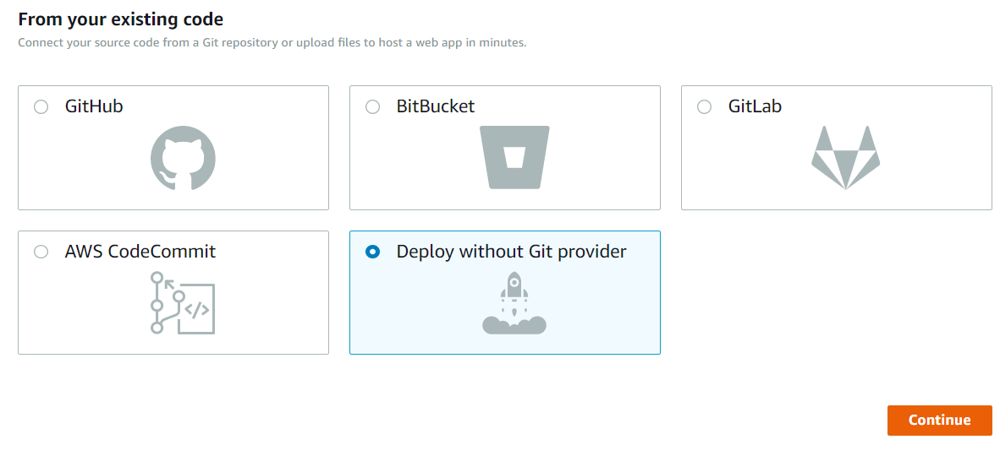 From your existing code
Connect your source code from a Git repository or upload files to host a web app in minutes.
GitHub
BitBucket
GitLab
AWS CodeCommit
Deploy without Git provider
Continue